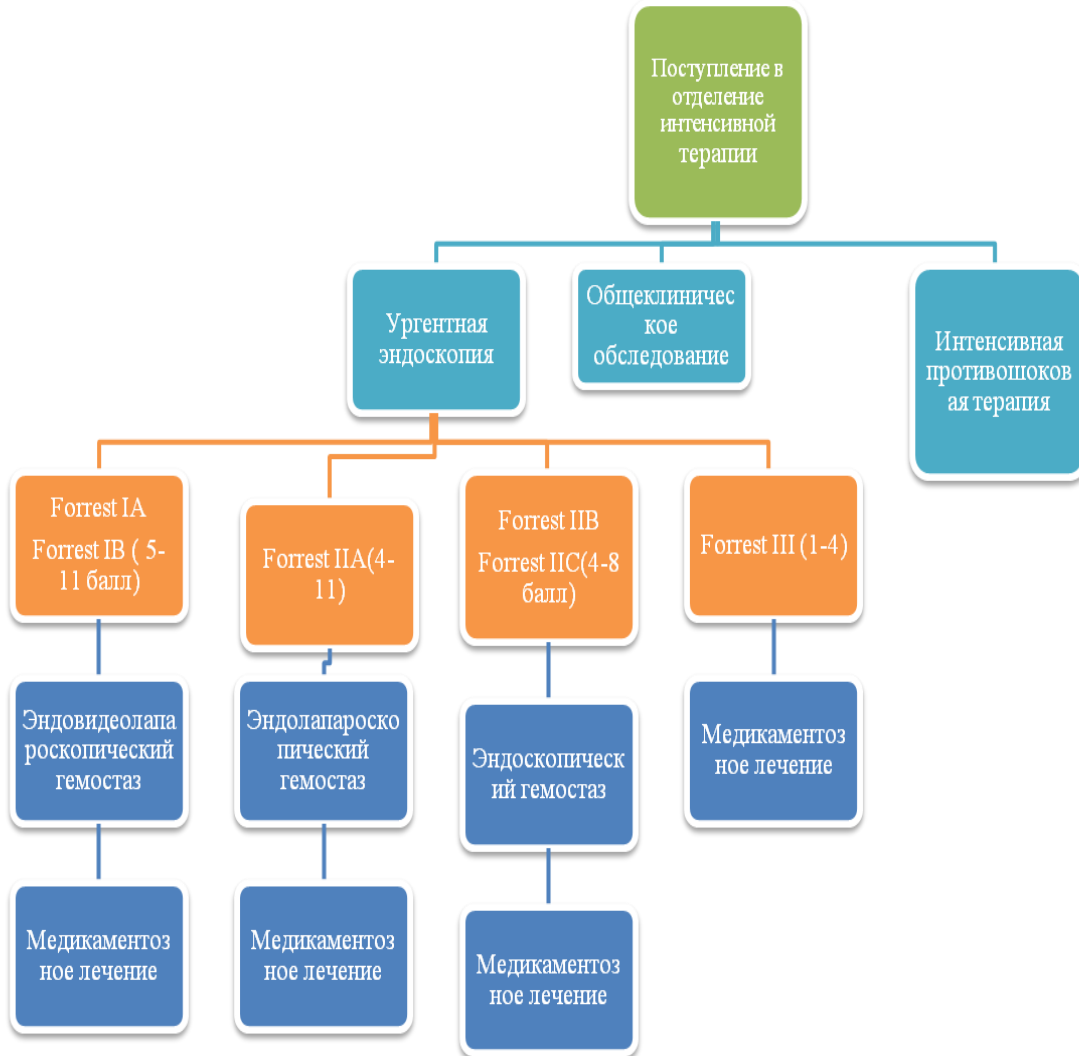 Поступление в
отделение
интенсивной
терапии
Ургентная
эндоскопия
Общеклиничес
кое
обследование
Интенсивная
противошоков
ая терапия
Forrest IA
Forrest IB ( 5-
11 балл)
Forrest IIA(4-
11)
Forrest IIB
Forrest IIC(4-8
балл)
Forrest III (1-4)
Эндовидеолапа
роскопический
гемостаз
Эндолапароско
пический
гемостаз
Эндоскопическ
ий гемостаз
Медикаментоз
ное лечение
Медикаментоз
ное лечение
Медикаментоз
ное лечение
Медикаментоз
ное лечение